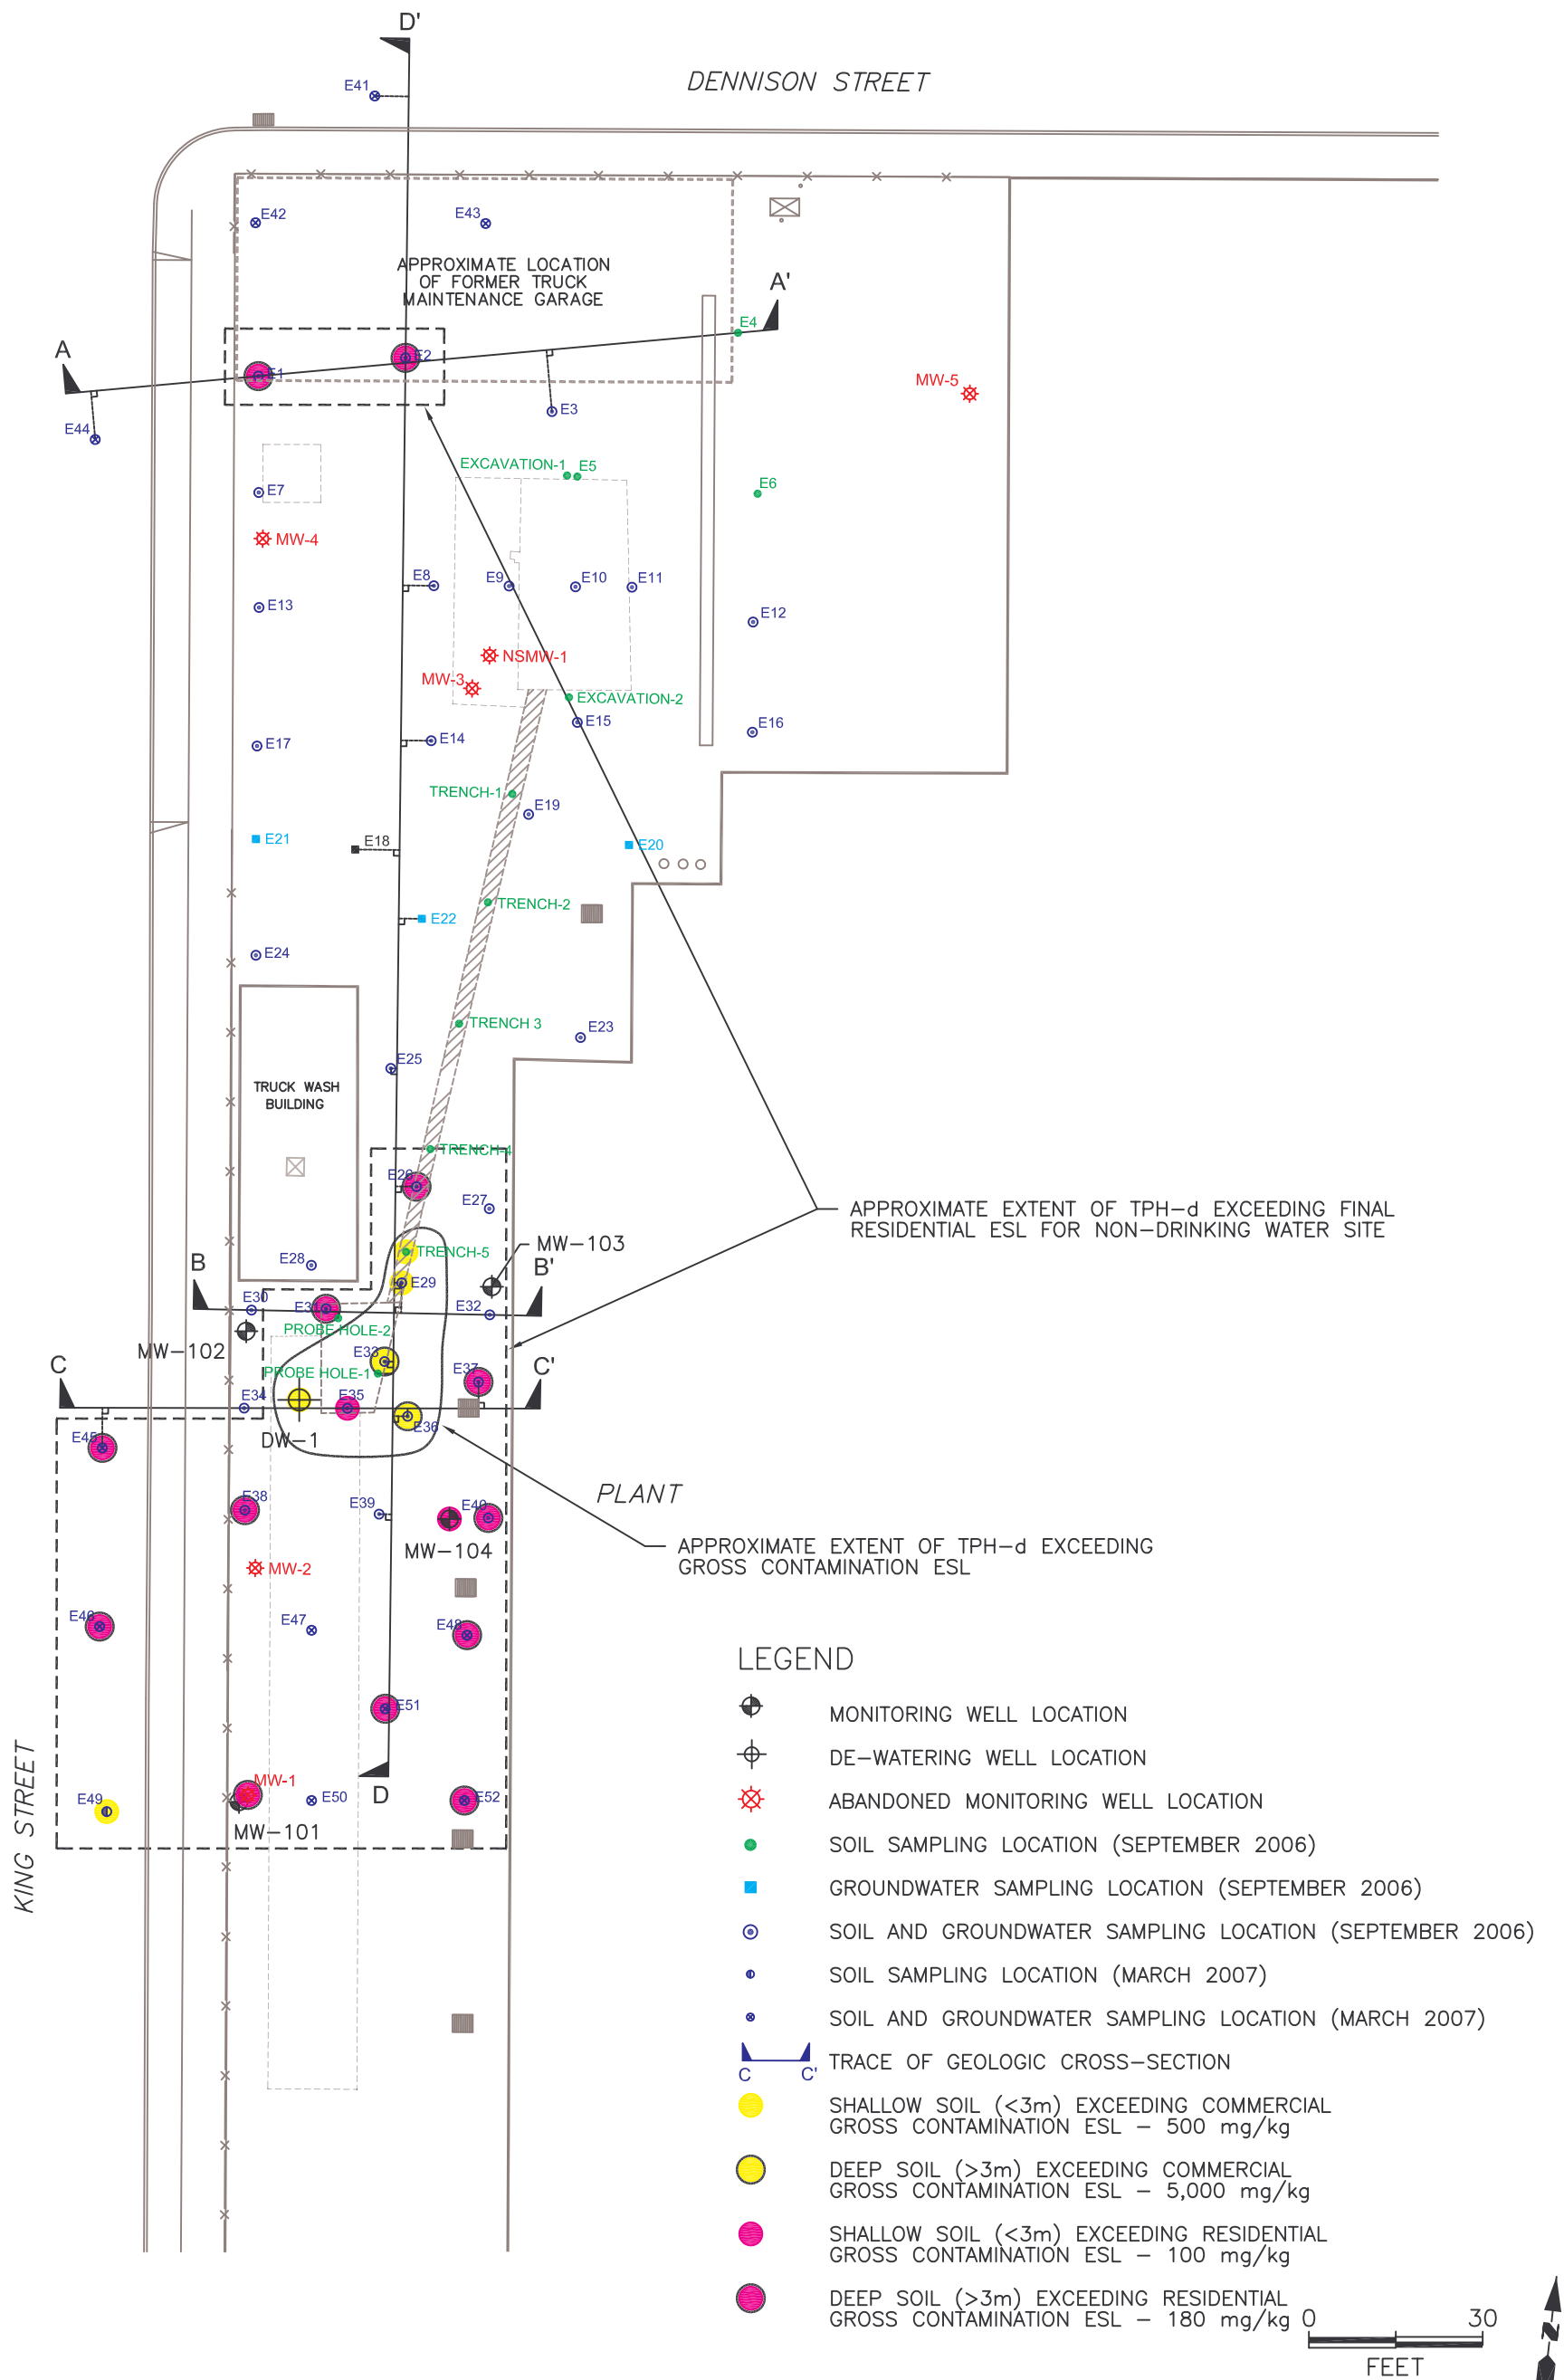 D'
E41
DENNISON STREET
E42
E43
APPROXIMATE LOCATION
OF FORMER TRUCK
MAINTENANCE GARAGE
A'
E4
A
E2
E1
MW-5
E3
E44
EXCAVATION-1
E5
E7
E6
MW-4
E8
E9
E10
E11
E13
E12
NSMW-1
MW-3
EXCAVATION-2
E15
E16
E17
E14
TRENCH-1
E19
E21
E18
E20
TRENCH-2
E22
E24
TRENCH 3
E23
E25
TRUCK WASH
BUILDING
TRENCH-4
E26
E27
APPROXIMATE EXTENT OF TPH-d EXCEEDING FINAL
RESIDENTIAL ESL FOR NON-DRINKING WATER SITE
MW-103
TRENCH-5
E28
B
B'
E29
E30
E31
E32
PROBE HOLE-2
MW-102
E33
C
C'
PROBE HOLE-1
E37
E34
E35
E36
DW-1
E45
PLANT
E38
E39
E40
MW-104
APPROXIMATE EXTENT OF TPH-d EXCEEDING
GROSS CONTAMINATION ESL
MW-2
E46
E47
E48
E51
MW-1
D
E49
E50
E52
MW-101
KING STREET
LEGEND
MONITORING WELL LOCATION
DE-WATERING WELL LOCATION
ABANDONED MONITORING WELL LOCATION
SOIL SAMPLING LOCATION (SEPTEMBER 2006)
GROUNDWATER SAMPLING LOCATION (SEPTEMBER 2006)
SOIL AND GROUNDWATER SAMPLING LOCATION (SEPTEMBER 2006)
SOIL SAMPLING LOCATION (MARCH 2007)
SOIL AND GROUNDWATER SAMPLING LOCATION (MARCH 2007)
TRACE OF GEOLOGIC CROSS-SECTION
C C'
SHALLOW SOIL (<3m) EXCEEDING COMMERCIAL
GROSS CONTAMINATION ESL - 500 mg/kg
DEEP SOIL (>3m) EXCEEDING COMMERCIAL
GROSS CONTAMINATION ESL - 5,000 mg/kg
SHALLOW SOIL (<3m) EXCEEDING RESIDENTIAL
GROSS CONTAMINATION ESL - 100 mg/kg
DEEP SOIL (>3m) EXCEEDING RESIDENTIAL
GROSS CONTAMINATION ESL - 180 mg/kg
0 30
FEET
N